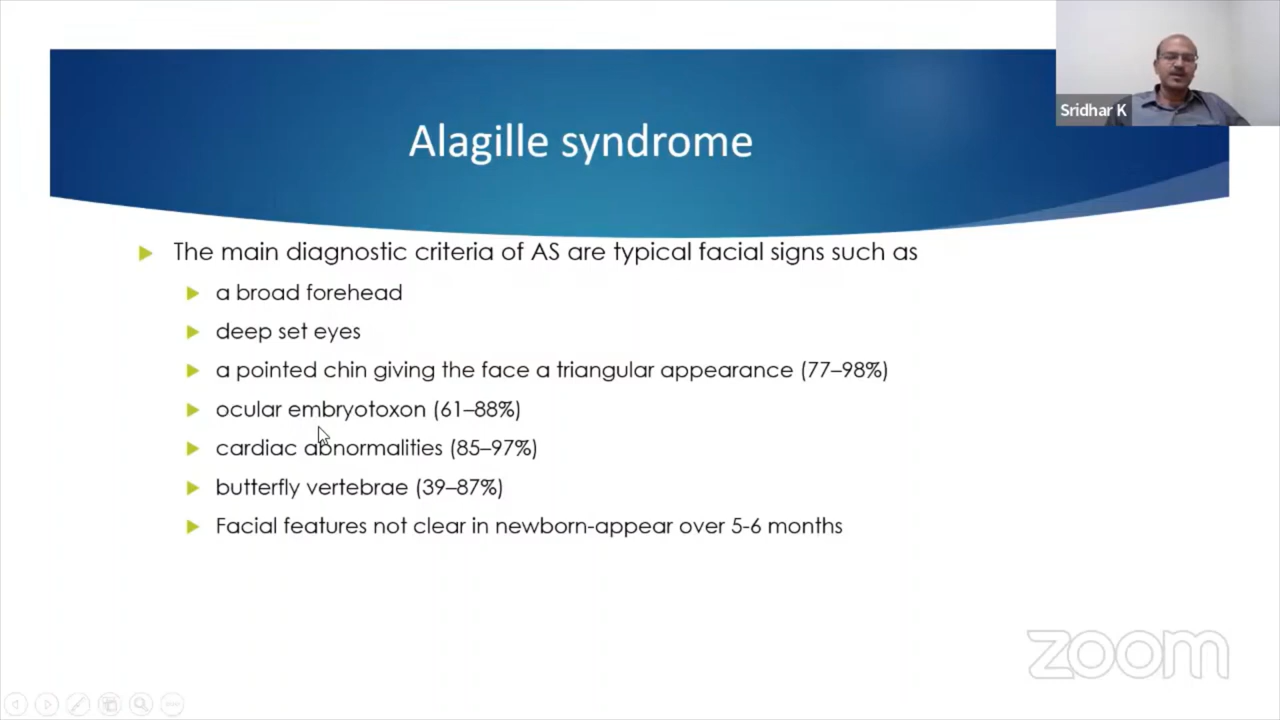 Alagille syndrome
Sridhar K
The main diagnostic criteria of AS are typical facial signs such as
a broad forehead
deep set eyes
a pointed chin giving the face a triangular appearance (77–98%)
ocular embryotoxon (61–88%)
cardiac abnormalities (85–97%)
butterfly vertebrae (39–87%)
Facial features not clear in newborn-appear over 5-6 months
zoom